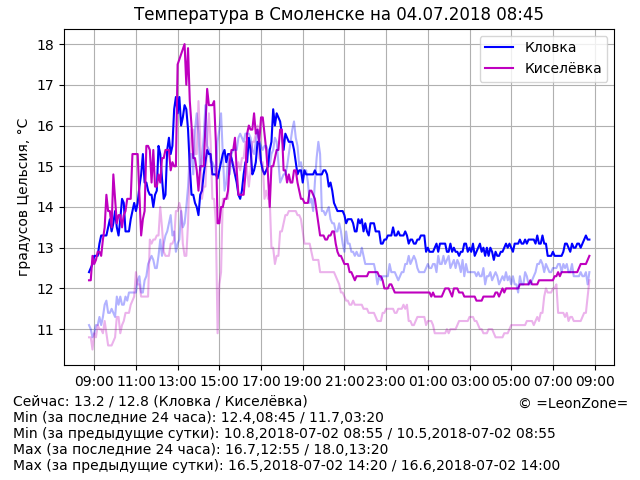 Температура в Смоленске на 04.07.2018 08:45
Кловка
Киселёвка
градусов Цельсия, °C
18
17
16
15
14
13
12
11
09:00 11:00 13:00 15:00 17:00 19:00 21:00 23:00 01:00 03:00 05:00 07:00 09:00
Сейчас: 13.2 / 12.8 (Кловка / Киселёвка)
© =LeonZone=
Min (за последние 24 часа): 12.4,08:45 / 11.7,03:20
Min (за предыдущие сутки): 10.8,2018-07-02 08:55 / 10.5,2018-07-02 08:55
Max (за последние 24 часа): 16.7,12:55 / 18.0,13:20
Max (за предыдущие сутки): 16.5,2018-07-02 14:20 / 16.6,2018-07-02 14:00